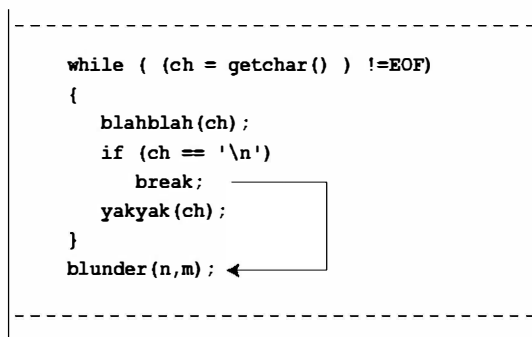 while ( (ch = getchar() ) !=EOF)
{
blahblah(ch);
if (ch == '\n')
break;
yakyak(ch);
}
blunder(n,m);